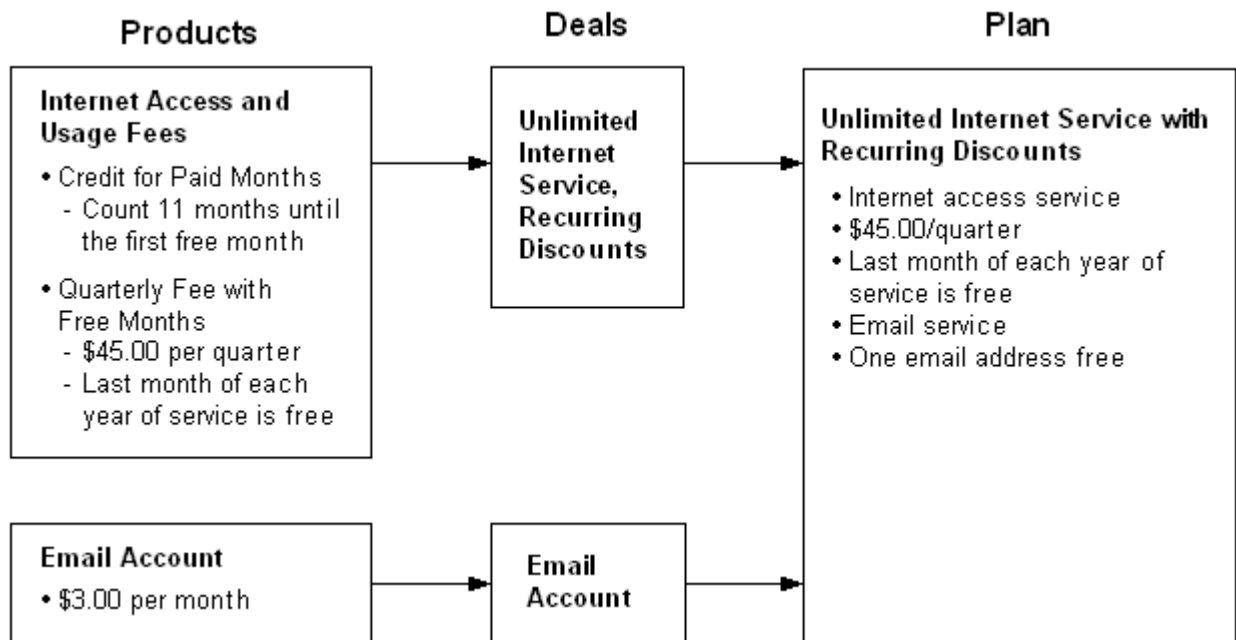 Products
Deals
Plan
Internet Access and
Usage Fees
• Credit for Paid Months
- Count 11 months until
the first free month
• Quarterly Fee with
Free Months
- $45.00 per quarter
- Last month of each
year of service is free
Unlimited
Internet
Service,
Recurring
Discounts
Unlimited Internet Service with
Recurring Discounts
• Internet access service
• $45.00/quarter
• Last month of each year of
service is free
• Email service
• One email address free
Email Account
• $3.00 per month
Email
Account